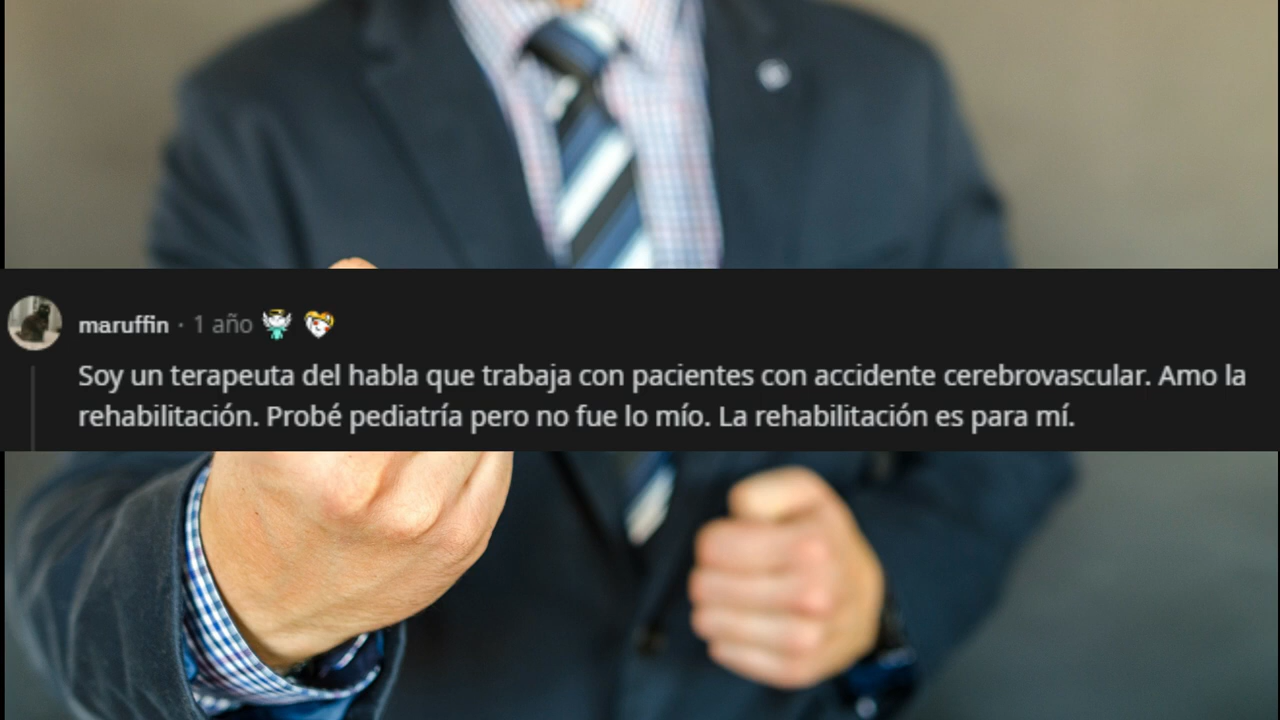 maruffin · 1 año
Soy un terapeuta del habla que trabaja con pacientes con accidente cerebrovascular. Amo la
rehabilitación. Probé pediatría pero no fue lo mío. La rehabilitación es para mí.